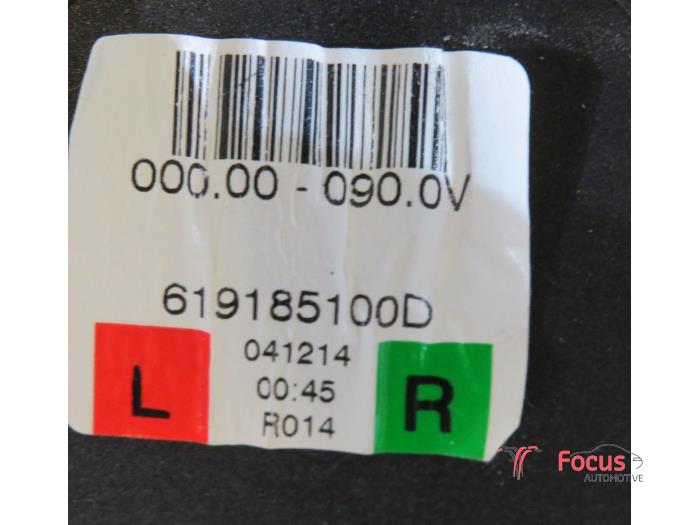 000.00 - 090.0V
619185100D
041214
L 00:45 R
R014
Focus
AUTOMOTIVE